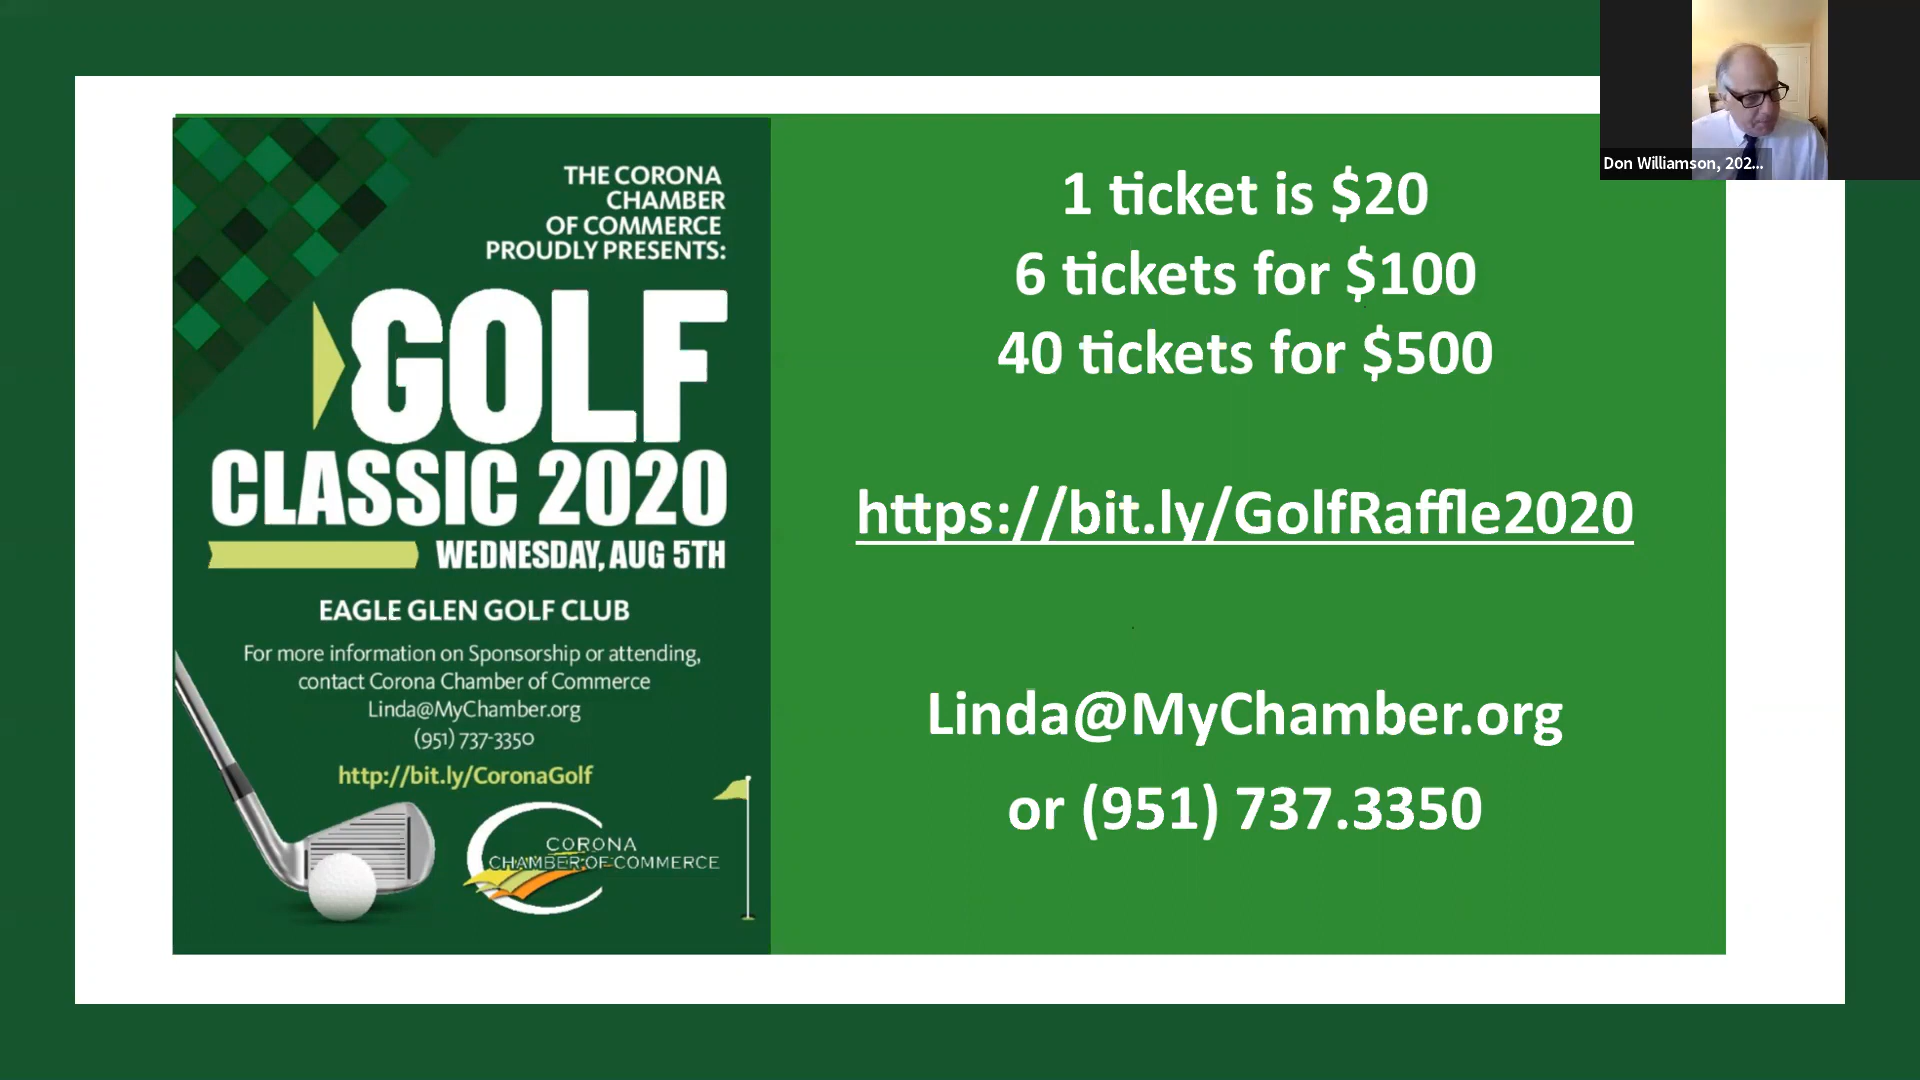 THE CORONA
CHAMBER
OF COMMERCE
PROUDLY PRESENTS:
GOLF
CLASSIC 2020
WEDNESDAY, AUG 5TH
EAGLE GLEN GOLF CLUB
For more information on Sponsorship or attending,
contact Corona Chamber of Commerce
Linda@MyChamber.org
(951) 737-3350
http://bit.ly/CoronaGolf
CORONA
CHAMBER OF COMMERCE
1 ticket is $20
6 tickets for $100
40 tickets for $500
https://bit.ly/GolfRaffle2020
Linda@MyChamber.org
or (951) 737.3350
Don Williamson, 202...